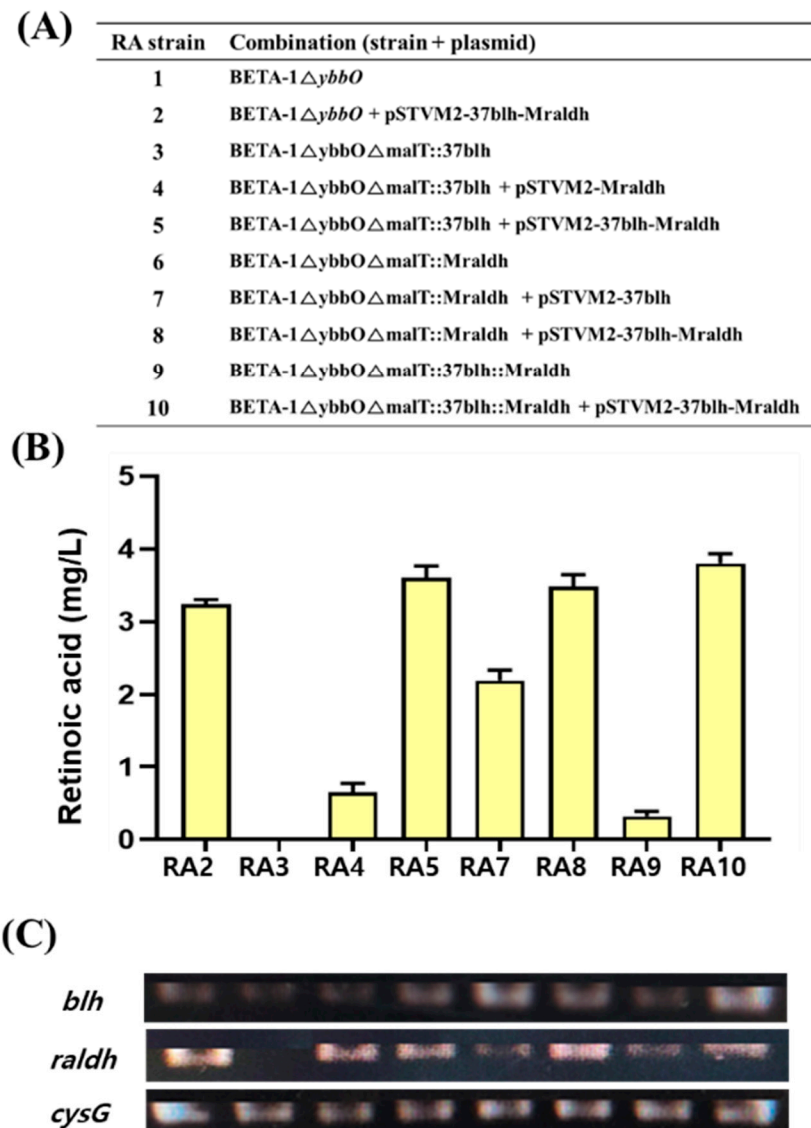 (A)
RA strain Combination (strain + plasmid)
1 BETA-1△ybbO
2 BETA-1△ybbO + pSTVM2-37blh-Mraldh
3 BETA-1△ybbO△malT::37blh
4 BETA-1△ybbO△malT::37blh + pSTVM2-Mraldh
5 BETA-1△ybbO△malT::37blh + pSTVM2-37blh-Mraldh
6 BETA-1△ybbO△malT::Mraldh
7 BETA-1△ybbO△malT::Mraldh + pSTVM2-37blh
8 BETA-1△ybbO△malT::Mraldh + pSTVM2-37blh-Mraldh
9 BETA-1△ybbO△malT::37blh::Mraldh
10 BETA-1△ybbO△malT::37blh::Mraldh + pSTVM2-37blh-Mraldh
(B)
Retinoic acid (mg/L)
5
4
3
2
1
0
RA2 RA3 RA4 RA5 RA7 RA8 RA9 RA10
(C)
blh
raldh
cysG